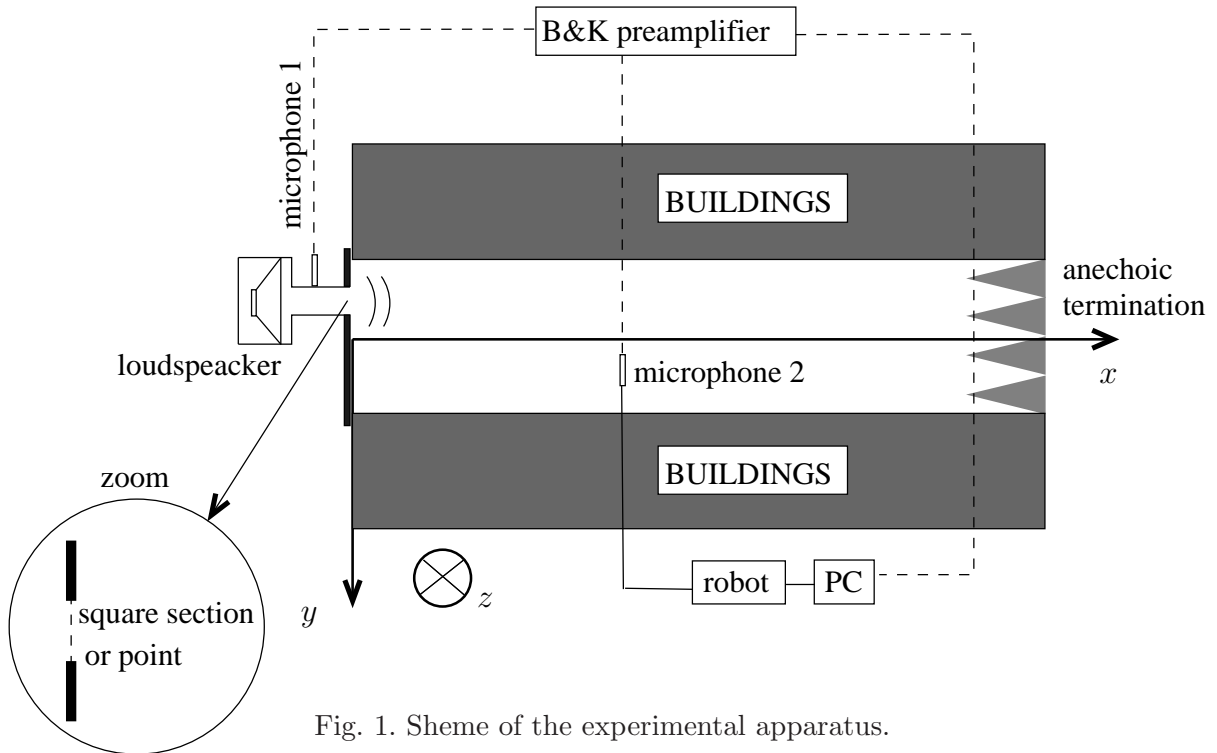 B&K preamplifier
microphone 1
BUILDINGS
anechoic
termination
loudspeacker
microphone 2
x
BUILDINGS
zoom
robot
PC
y
z
square section
or point
Fig. 1. Sheme of the experimental apparatus.